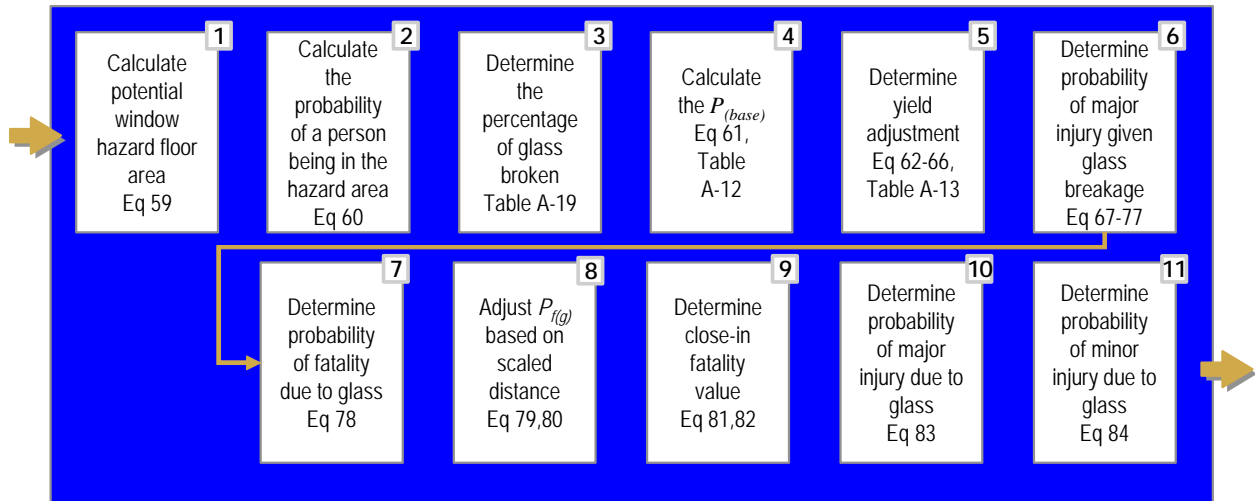 1
Calculate
potential
window
hazard floor
area
Eq 59
2
Calculate
the
probability
of a person
being in the
hazard area
Eq 60
3
Determine
the
percentage
of glass
broken
Table A-19
4
Calculate
the P(base)
Eq 61,
Table
A-12
5
Determine
yield
adjustment
Eq 62-66,
Table A-13
6
Determine
probability
of major
injury given
glass
breakage
Eq 67-77
7
Determine
probability
of fatality
due to glass
Eq 78
8
Adjust Pf(g)
based on
scaled
distance
Eq 79,80
9
Determine
close-in
fatality
value
Eq 81,82
10
Determine
probability
of major
injury due to
glass
Eq 83
11
Determine
probability
of minor
injury due to
glass
Eq 84